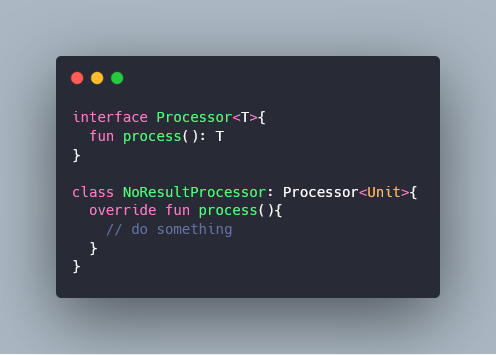 interface Processor<T>{
  fun process(): T
}

class NoResultProcessor: Processor<Unit>{
  override fun process(){
    // do something
  }
}